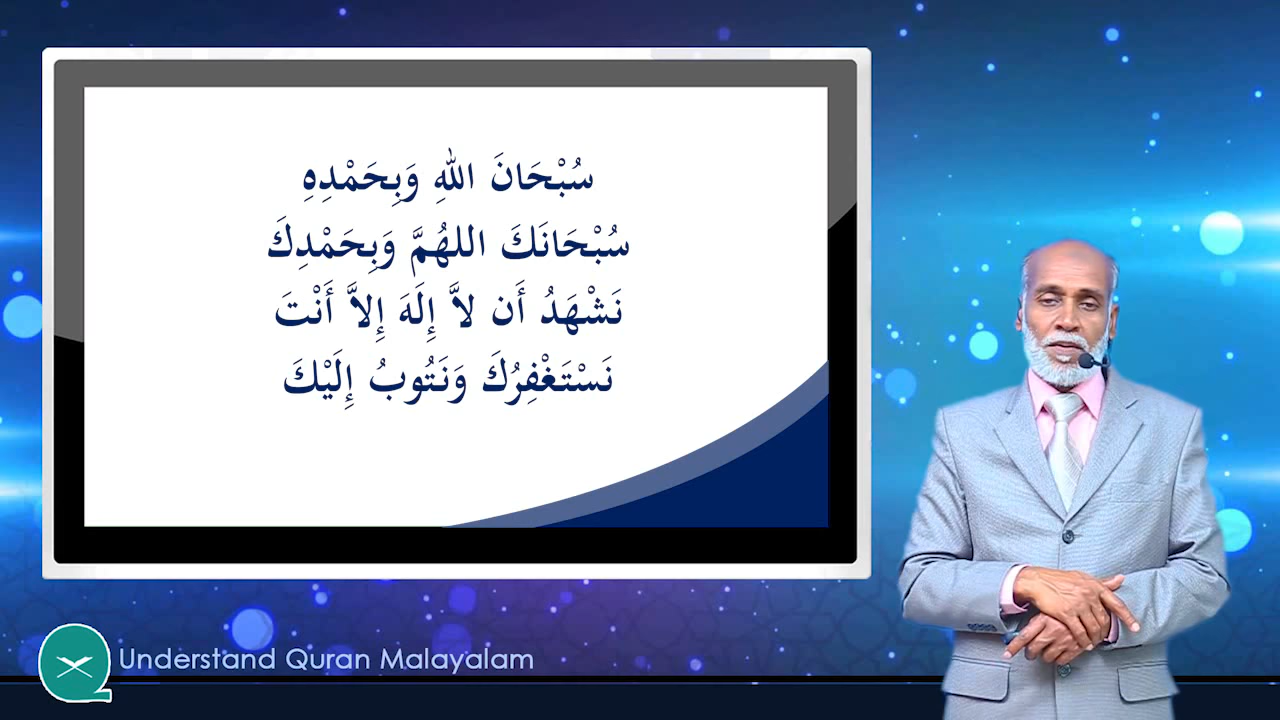 سُبْحَانَ اللهِ وَبِحَمْدِهِ
سُبْحَانَكَ اللهُمَّ وَبِحَمْدِكَ
نَشْهَدُ أَن لاَّ إِلَهَ إِلاَّ أَنْتَ
نَسْتَغْفِرُكَ وَنَتُوبُ إِلَيْكَ
Understand Quran Malayalam